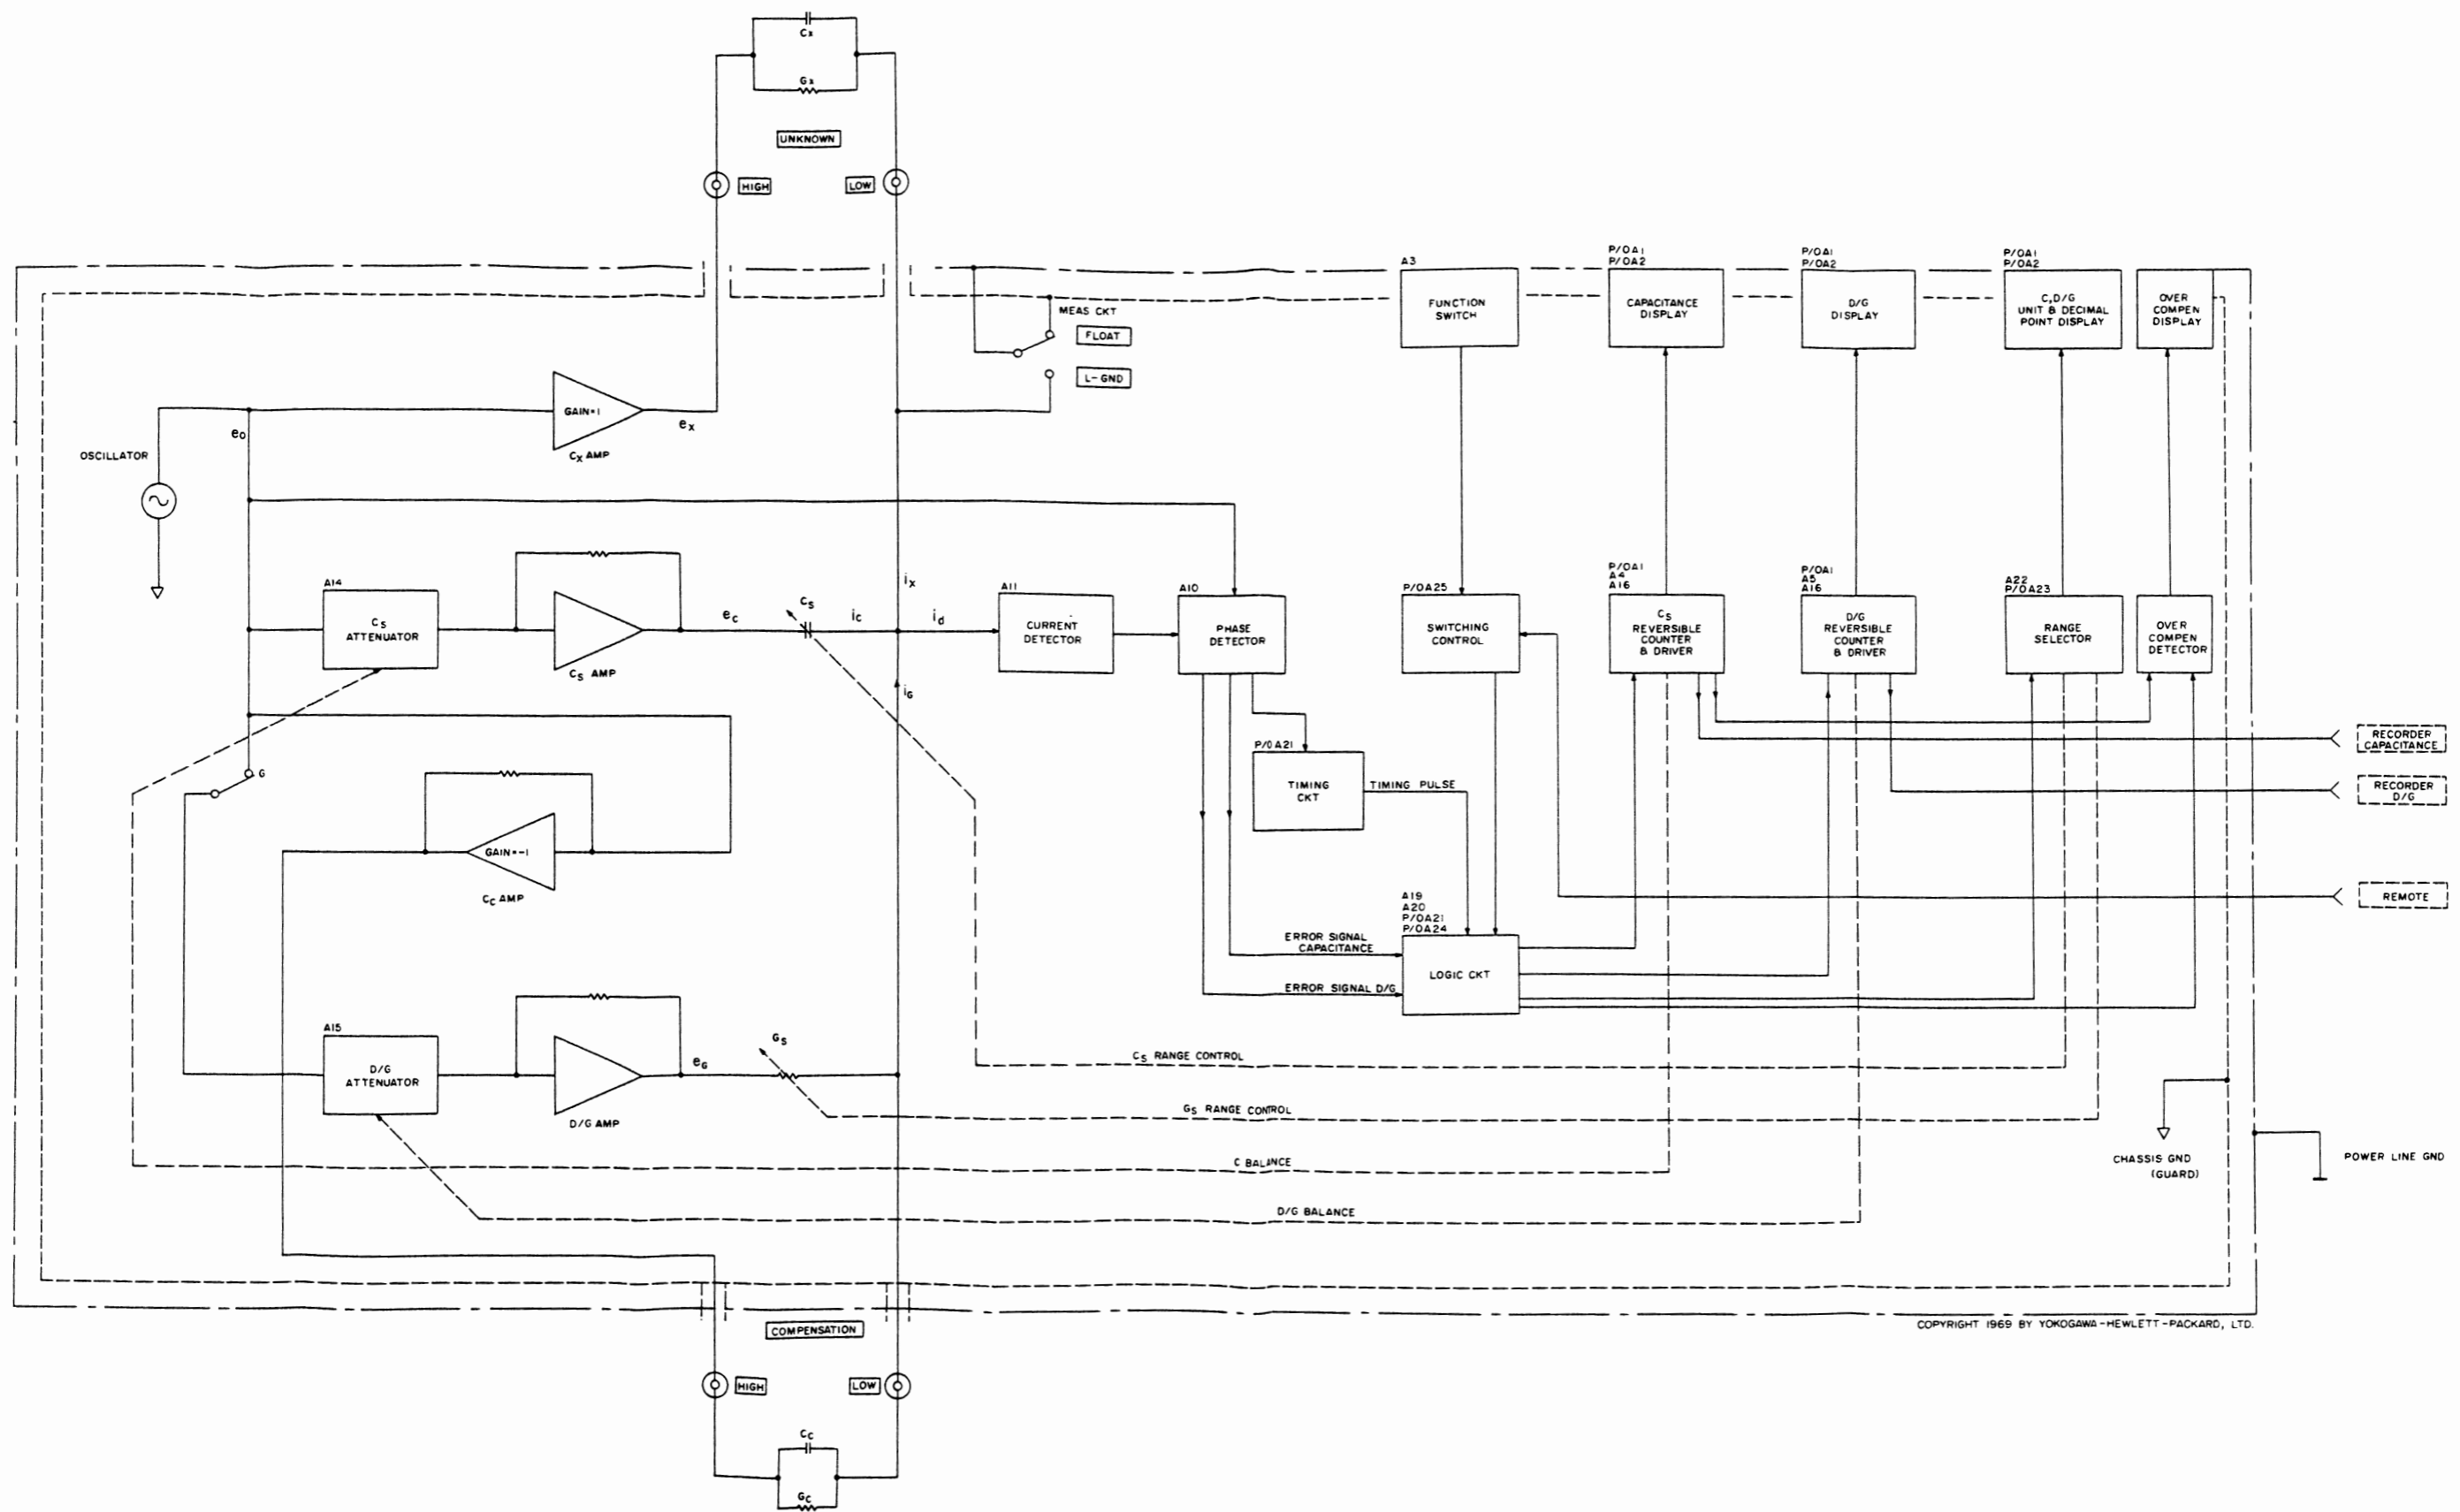 Cx
Gx
UNKNOWN
HIGH
LOW
MEAS CKT
FLOAT
L-GND
A3
FUNCTION
SWITCH
P/OA1
P/OA2
CAPACITANCE
DISPLAY
P/OA1
P/OA2
D/G
DISPLAY
P/OA1
P/OA2
C,D/G
UNIT & DECIMAL
POINT DISPLAY
OVER
COMPEN
DISPLAY
GAIN=1
CX AMP
eX
eO
OSCILLATOR
A14
CS
ATTENUATOR
CS AMP
eC
CS
iC
iX
id
iG
A11
CURRENT
DETECTOR
A10
PHASE
DETECTOR
P/OA25
SWITCHING
CONTROL
P/OA1
A4
A16
CS
REVERSIBLE
COUNTER
& DRIVER
P/OA1
A5
A16
D/G
REVERSIBLE
COUNTER
& DRIVER
A22
P/OA23
RANGE
SELECTOR
OVER
COMPEN
DETECTOR
RECORDER
CAPACITANCE
RECORDER
D/G
REMOTE
G
P/OA21
TIMING
CKT
TIMING PULSE
GAIN=-1
CC AMP
A19
A20
P/OA21
P/OA24
LOGIC CKT
ERROR SIGNAL
CAPACITANCE
ERROR SIGNAL D/G
A15
D/G
ATTENUATOR
D/G AMP
eG
GS
CS RANGE CONTROL
GS RANGE CONTROL
C BALANCE
D/G BALANCE
CHASSIS GND
(GUARD)
POWER LINE GND
COPYRIGHT 1969 BY YOKOGAWA-HEWLETT-PACKARD, LTD.
COMPENSATION
HIGH
LOW
CC
GC